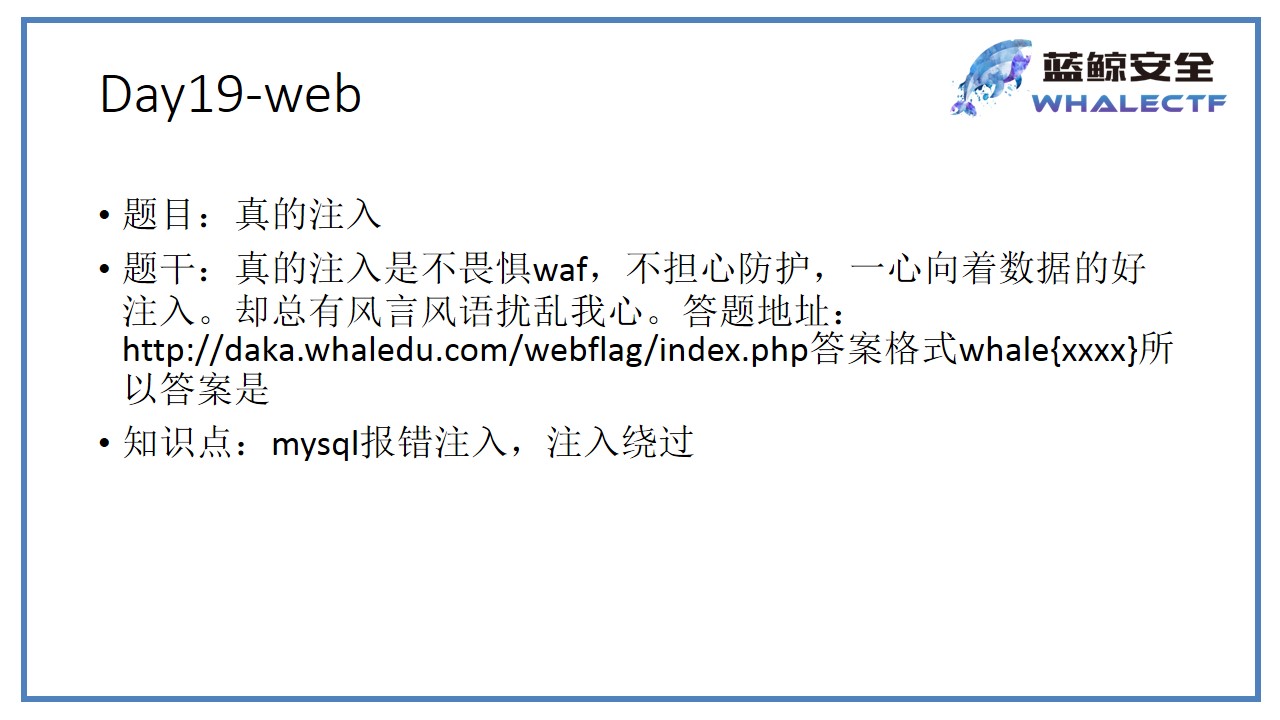 Day19-web
蓝鲸安全
WHALECTF
• 题目：真的注入
• 题干：真的注入是不畏惧waf，不担心防护，一心向着数据的好
注入。却总有风言风语扰乱我心。答题地址：
http://daka.whaledu.com/webflag/index.php答案格式whale{xxxx}所
以答案是
• 知识点：mysql报错注入，注入绕过